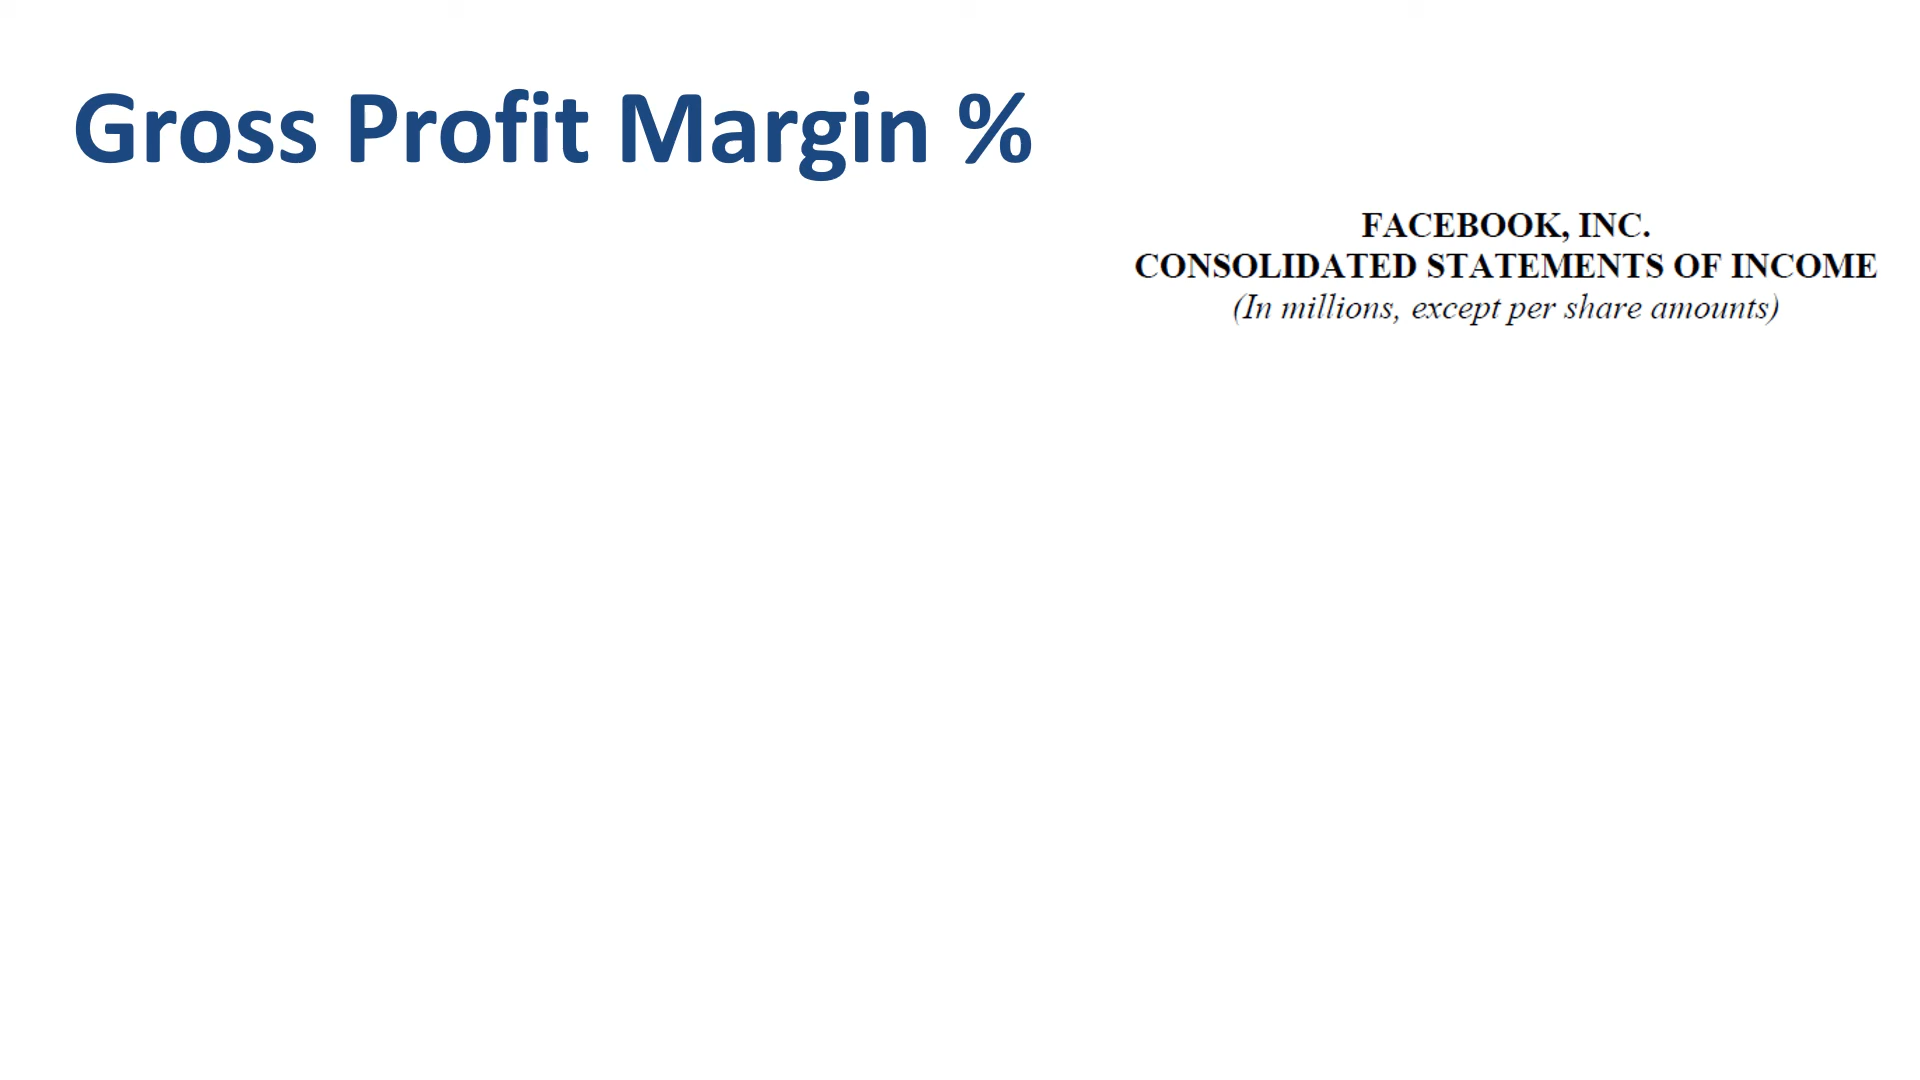 Gross Profit Margin %
FACEBOOK, INC.
CONSOLIDATED STATEMENTS OF INCOME
(In millions, except per share amounts)